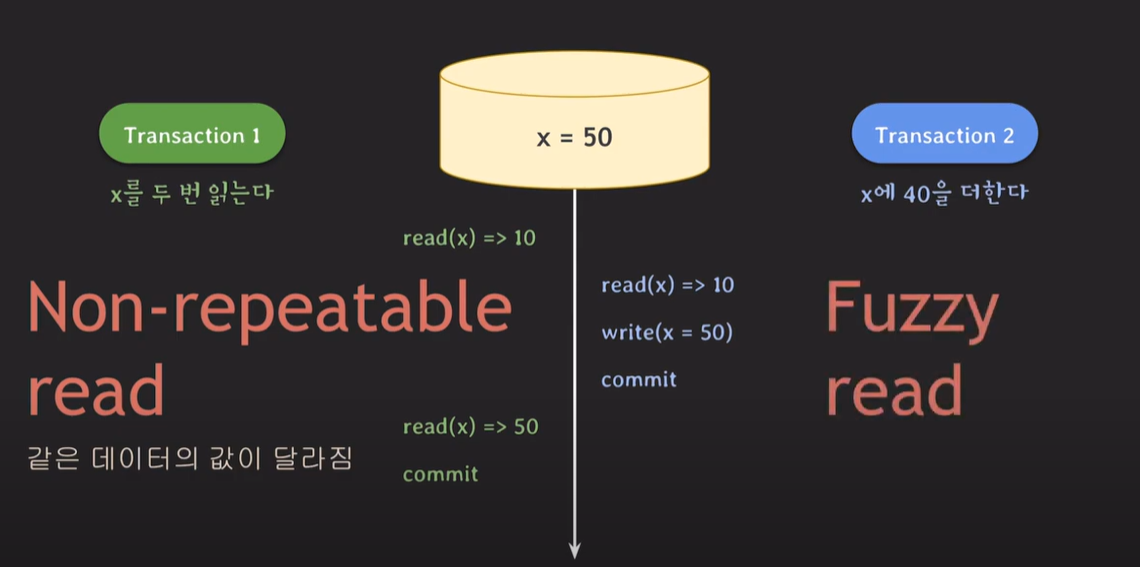 x = 50
Transaction 1
Transaction 2
x를 두 번 읽는다
x에 40을 더한다
read(x) => 10
read(x) => 10
write(x = 50)
commit
Non-repeatable
read
같은 데이터의 값이 달라짐
Fuzzy
read
read(x) => 50
commit